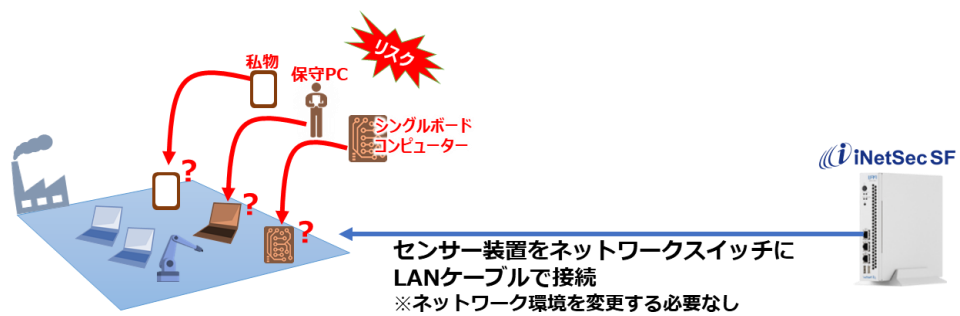 リスク
私物
保守PC
シングルボード
コンピューター
?
?
?
iNetSec SF
センサー装置をネットワークスイッチに
LANケーブルで接続
※ネットワーク環境を変更する必要なし